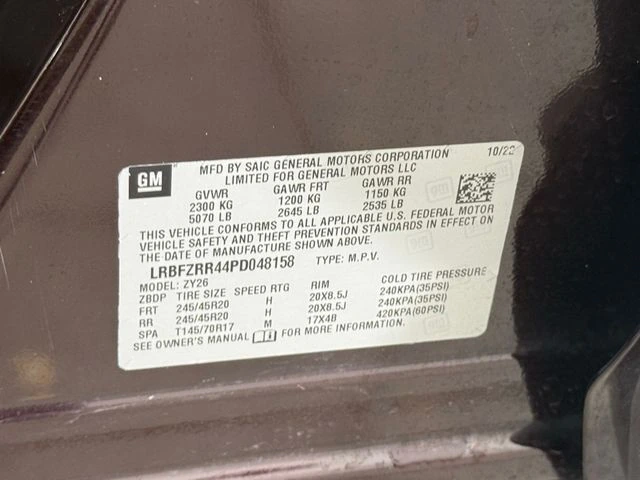 GM
MFD BY SAIC GENERAL MOTORS CORPORATION 10/22
LIMITED FOR GENERAL MOTORS LLC
GVWR GAWR FRT GAWR RR
2300 KG 1200 KG 1150 KG
5070 LB 2645 LB 2535 LB
THIS VEHICLE CONFORMS TO ALL APPLICABLE U.S. FEDERAL MOTOR
VEHICLE SAFETY AND THEFT PREVENTION STANDARDS IN EFFECT ON
THE DATE OF MANUFACTURE SHOWN ABOVE.
LRBFZRR44PD048158 TYPE: M.P.V.
MODEL: ZY26
ZBDP TIRE SIZE SPEED RTG RIM COLD TIRE PRESSURE
FRT 245/45R20 H 20X8.5J 240KPA(35PSI)
RR 245/45R20 H 20X8.5J 240KPA(35PSI)
SPA T145/70R17 M 17X4B 420KPA(60PSI)
SEE OWNER'S MANUAL FOR MORE INFORMATION.